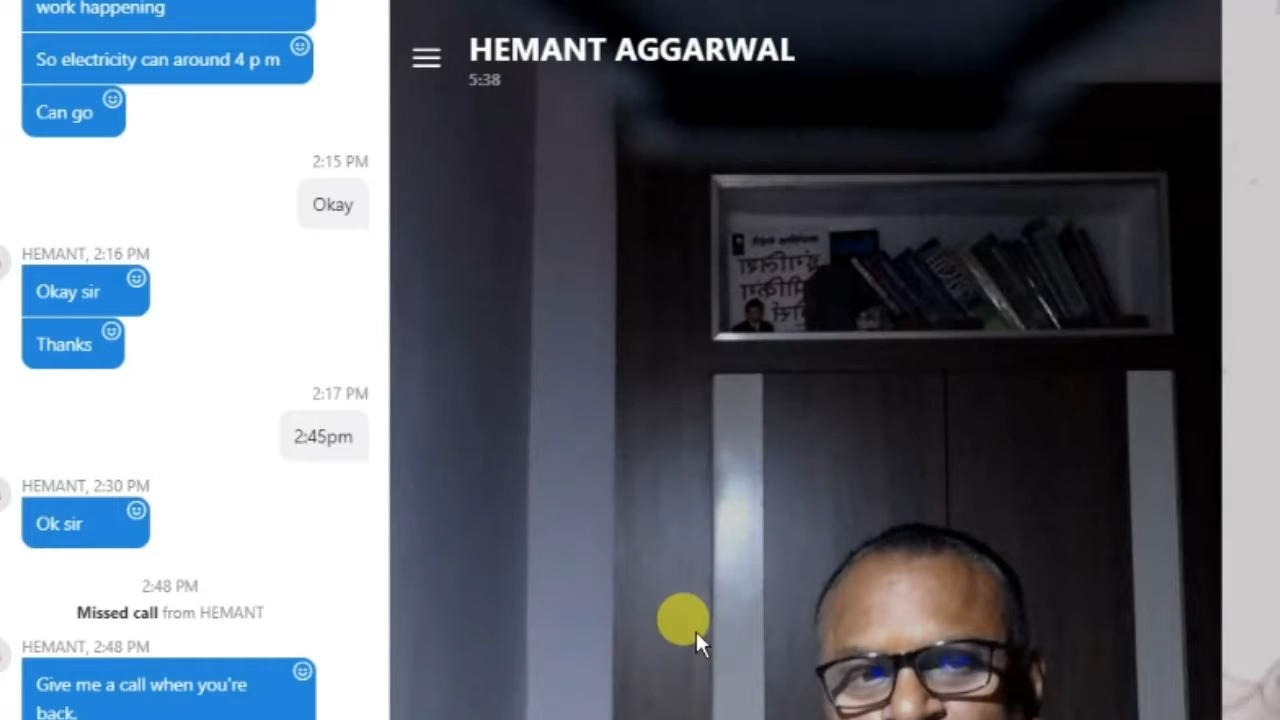 work happening
So electricity can around 4 p m
Can go
2:15 PM
Okay
HEMANT, 2:16 PM
Okay sir
Thanks
2:17 PM
2:45pm
HEMANT, 2:30 PM
Ok sir
2:48 PM
Missed call from HEMANT
HEMANT, 2:48 PM
Give me a call when you're
back.
HEMANT AGGARWAL
5:38
इंगलिश
स्पीकिंग